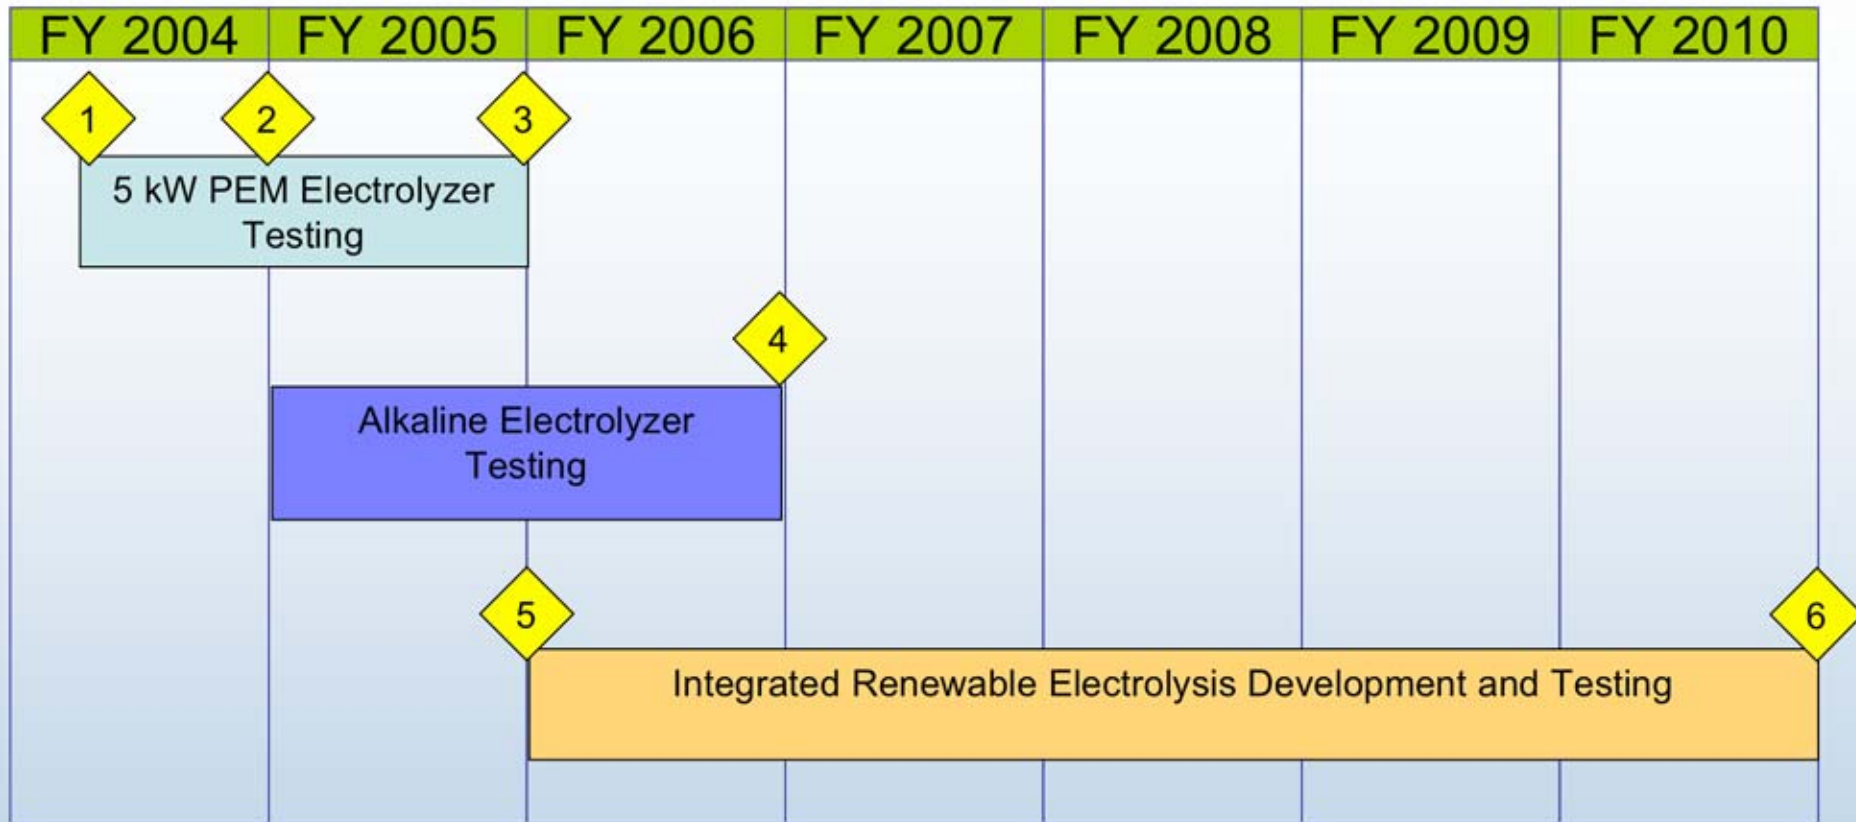 FY 2004 FY 2005 FY 2006 FY 2007 FY 2008 FY 2009 FY 2010
1 2 3
5 kW PEM Electrolyzer
Testing
4
Alkaline Electrolyzer
Testing
5 6
Integrated Renewable Electrolysis Development and Testing